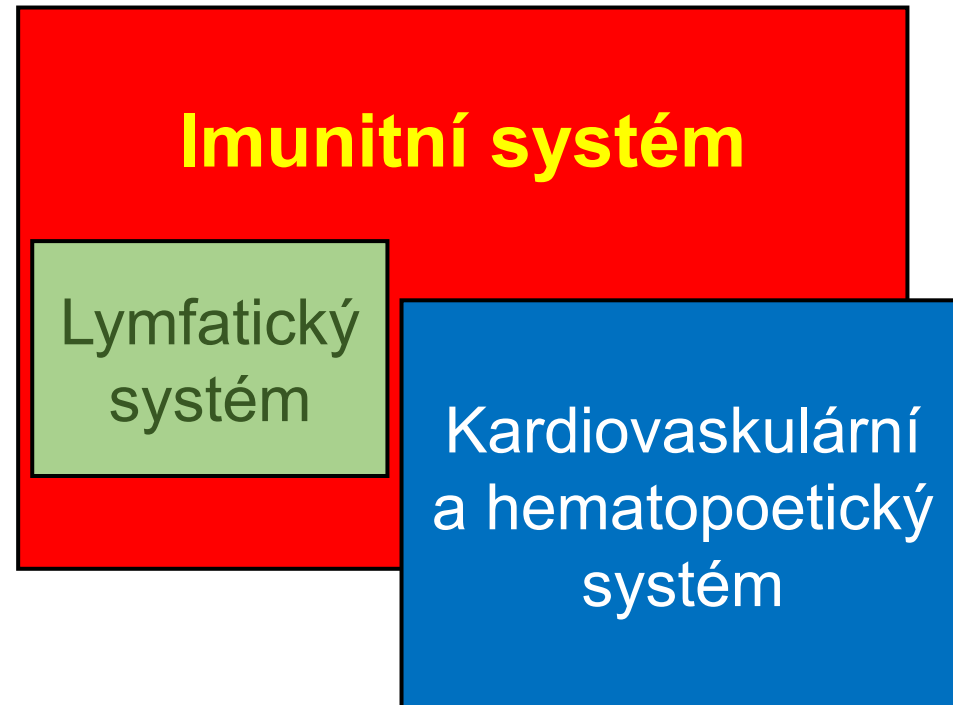 Imunitní systém
Lymfatický
systém
Kardiovaskulární
a hematopoetický
systém